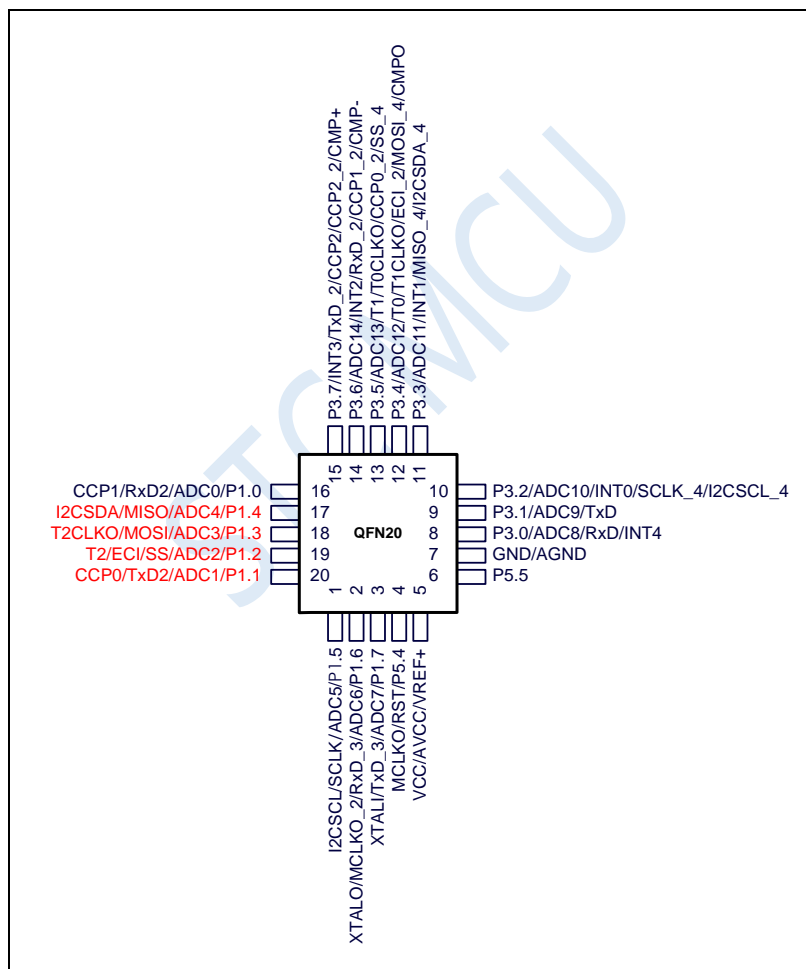 STCMCU
P3.7/INT3/TxD_2/CCP2/CCP2_2/CMP+
P3.6/ADC14/INT2/RxD_2/CCP1_2/CMP-
P3.5/ADC13/T1/T0CLKO/CCP0_2/SS_4
P3.4/ADC12/T0/T1CLKO/ECI_2/MOSI_4/CMPO
P3.3/ADC11/INT1/MISO_4/I2CSDA_4
15 14 13 12 11
CCP1/RxD2/ADC0/P1.0 16
I2CSDA/MISO/ADC4/P1.4 17
T2CLKO/MOSI/ADC3/P1.3 18
T2/ECI/SS/ADC2/P1.2 19
CCP0/TxD2/ADC1/P1.1 20
QFN20
10 P3.2/ADC10/INT0/SCLK_4/I2CSCL_4
9 P3.1/ADC9/TxD
8 P3.0/ADC8/RxD/INT4
7 GND/AGND
6 P5.5
1 2 3 4 5
I2CSCL/SCLK/ADC5/P1.5
XTALO/MCLKO_2/RxD_3/ADC6/P1.6
XTALI/TxD_3/ADC7/P1.7
MCLKO/RST/P5.4
VCC/AVCC/VREF+